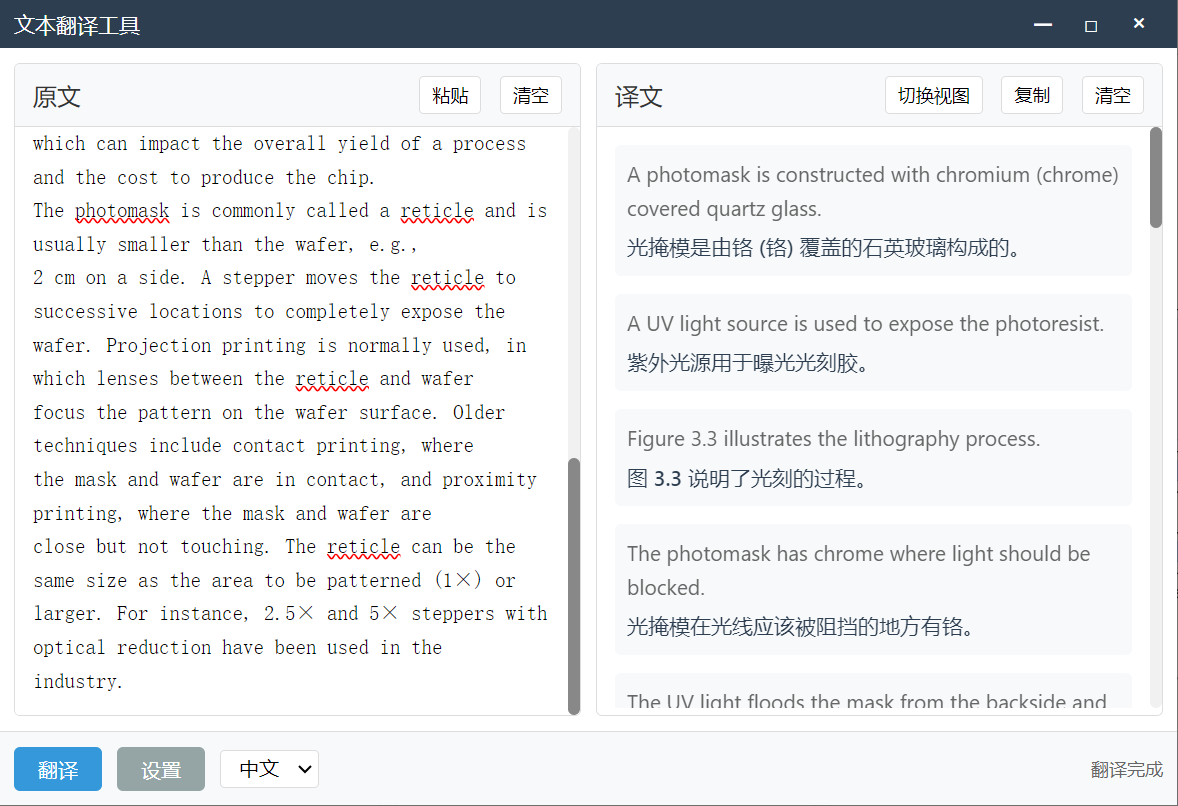 文本翻译工具
原文
粘贴
清空
which can impact the overall yield of a process
and the cost to produce the chip.
The photomask is commonly called a reticle and is
usually smaller than the wafer, e.g.,
2 cm on a side. A stepper moves the reticle to
successive locations to completely expose the
wafer. Projection printing is normally used, in
which lenses between the reticle and wafer
focus the pattern on the wafer surface. Older
techniques include contact printing, where
the mask and wafer are in contact, and proximity
printing, where the mask and wafer are
close but not touching. The reticle can be the
same size as the area to be patterned (1×) or
larger. For instance, 2.5× and 5× steppers with
optical reduction have been used in the
industry.
译文
切换视图
复制
清空
A photomask is constructed with chromium (chrome)
covered quartz glass.
光掩模是由铬 (铬) 覆盖的石英玻璃构成的。
A UV light source is used to expose the photoresist.
紫外光源用于曝光光刻胶。
Figure 3.3 illustrates the lithography process.
图 3.3 说明了光刻的过程。
The photomask has chrome where light should be
blocked.
光掩模在光线应该被阻挡的地方有铬。
The UV light floods the mask from the backside and
翻译
设置
中文
翻译完成